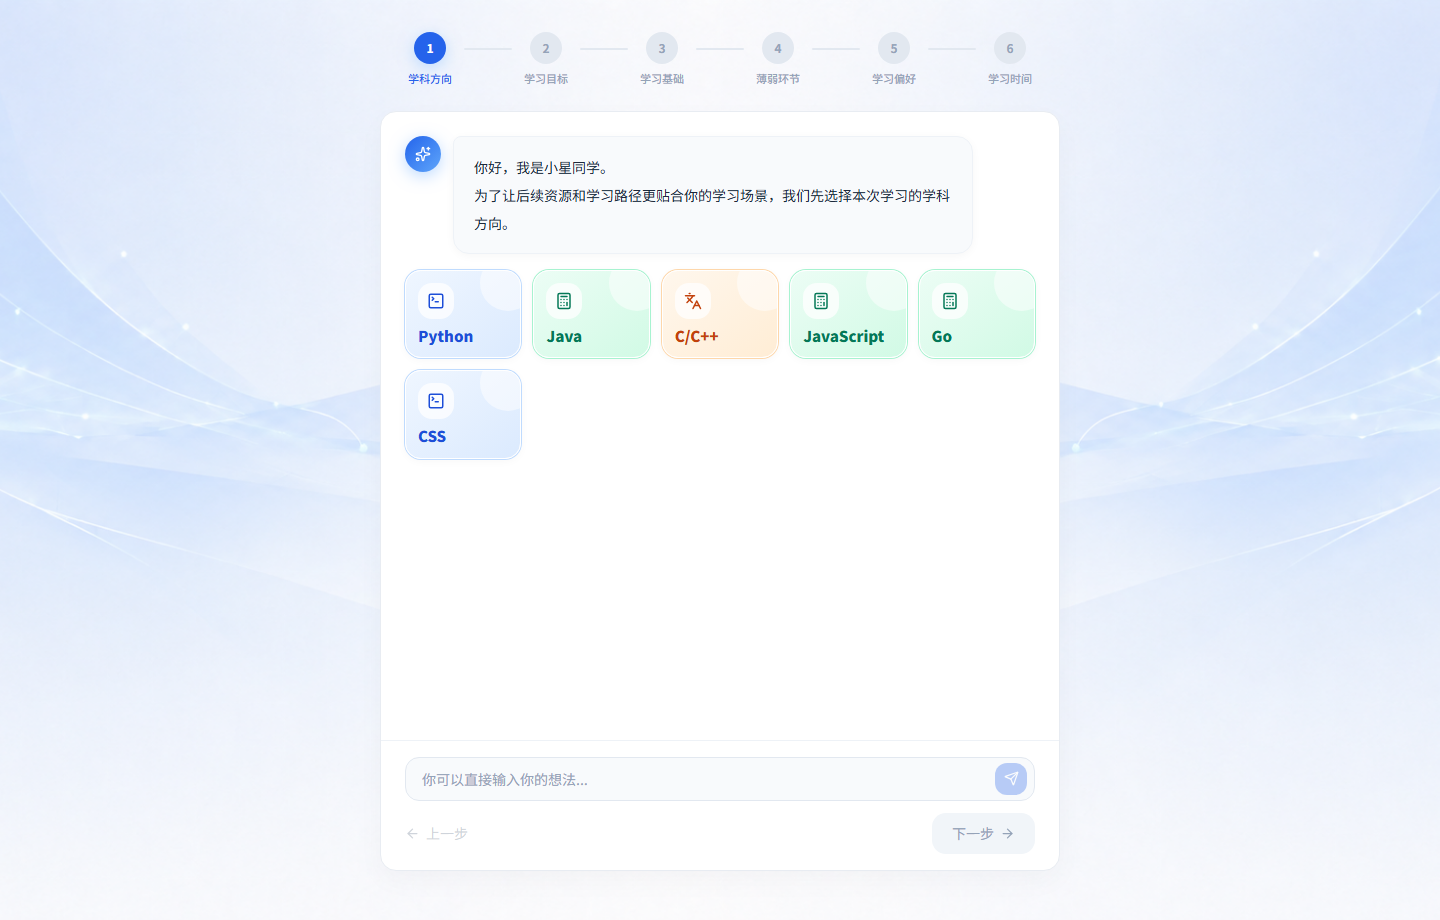 1
2
3
4
5
6
学科方向
学习目标
学习基础
薄弱环节
学习偏好
学习时间
你好，我是小星同学。
为了让后续资源和学习路径更贴合你的学习场景，我们先选择本次学习的学科
方向。
Python
Java
C/C++
JavaScript
Go
CSS
你可以直接输入你的想法...
上一步
下一步